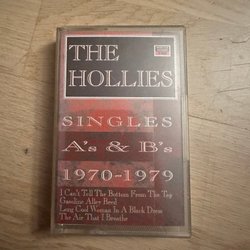 THE
HOLLIES
SINGLES
A's & B's
1970-1979
I Can't Tell The Bottom From The Top
Gasoline Alley Bred
Long Cool Woman In A Black Dress
The Air That I Breathe